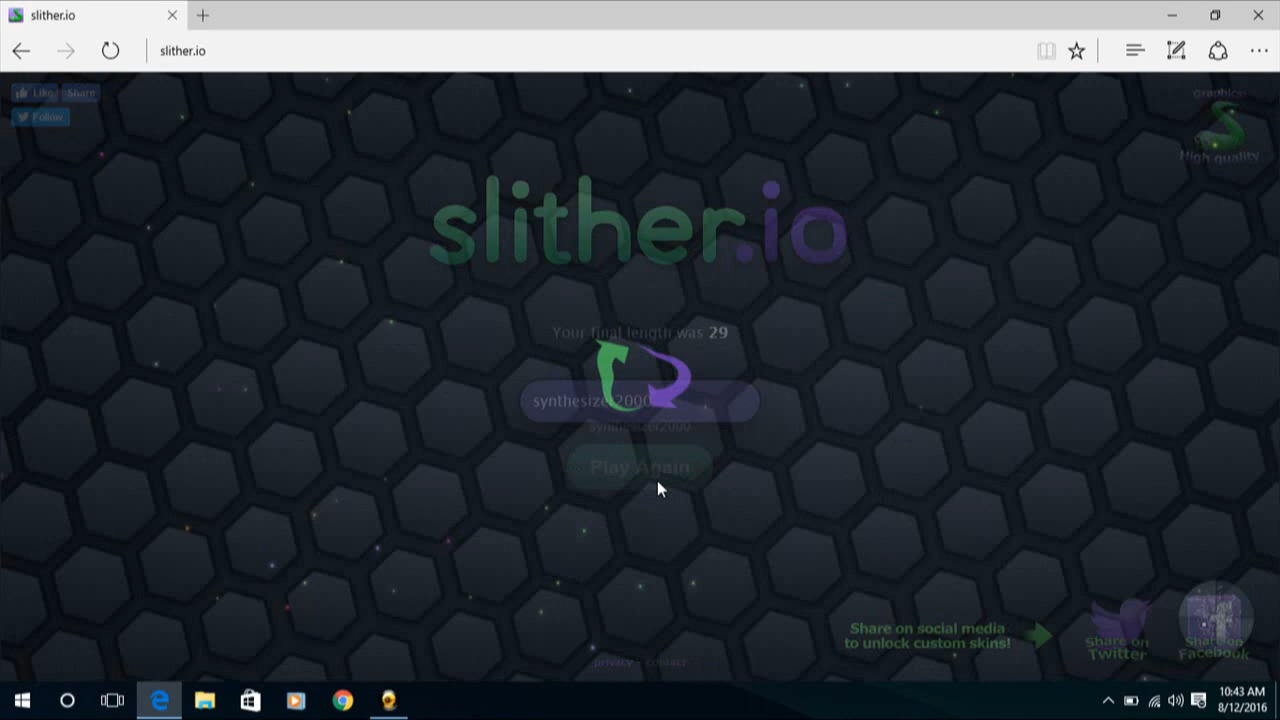 slither.io
slither.io
Like
Share
Follow
graphics:
High quality
slither.io
Your final length was 29
synthesizer2000
synthesizer2000
Play Again
Share on social media
to unlock custom skins!
Share on
Twitter
Share on
Facebook
privacy - contact
10:43 AM
8/12/2016